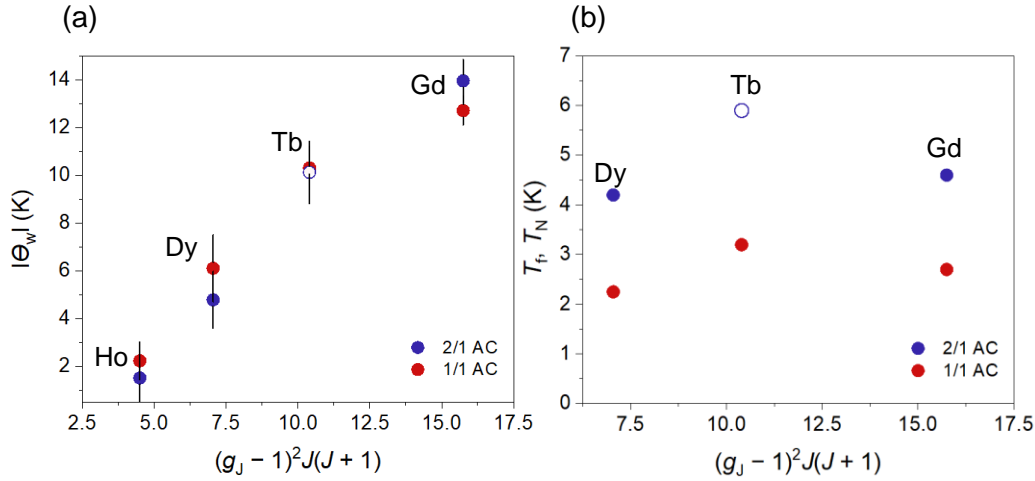 (a)
14
12
10
8
6
4
2
|Θw| (K)
Gd
Tb
Dy
Ho
2/1 AC
1/1 AC
2.5 5.0 7.5 10.0 12.5 15.0 17.5
(gJ − 1)²J(J + 1)
(b)
7
6
5
4
3
2
1
0
Tf, TN (K)
Tb
Gd
Dy
2/1 AC
1/1 AC
7.5 10.0 12.5 15.0 17.5
(gJ − 1)²J(J + 1)